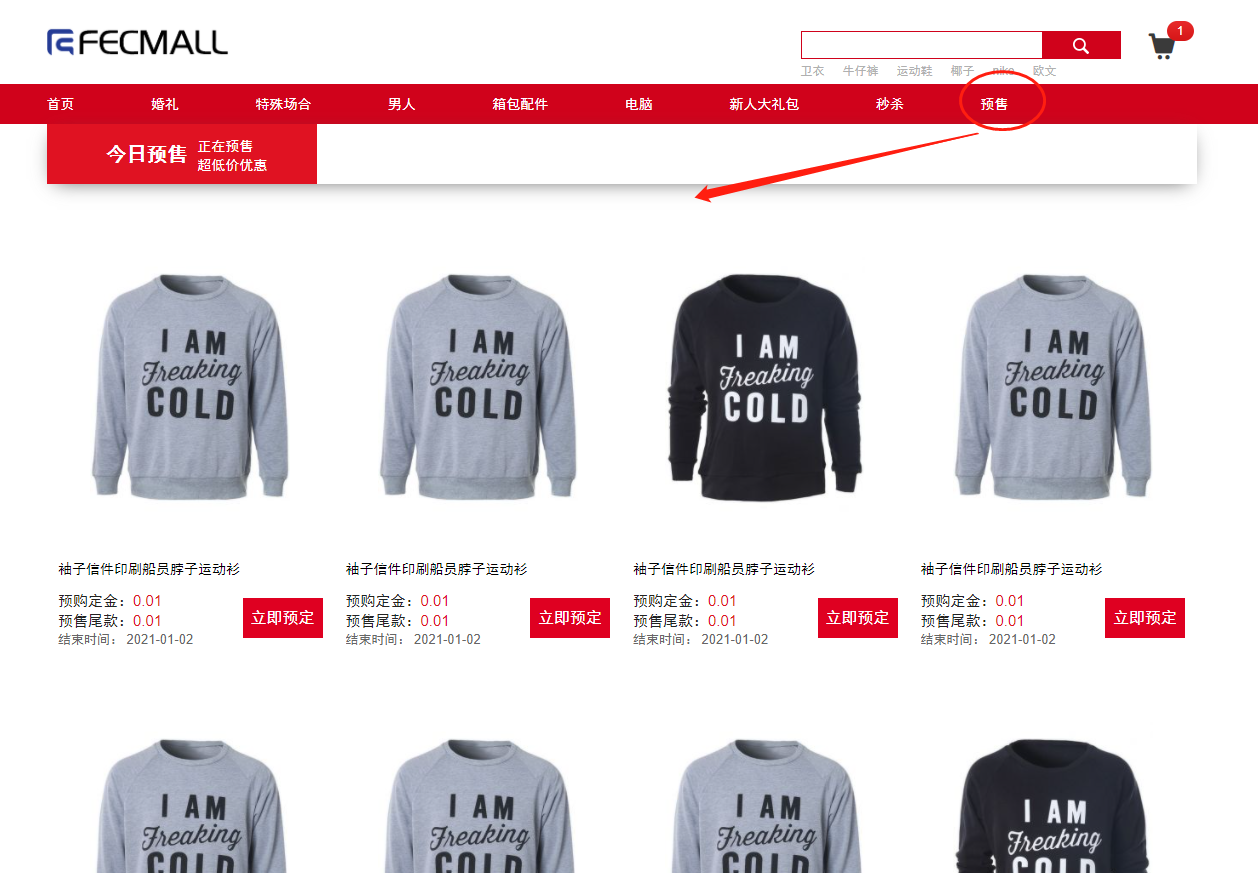 FECMALL
1
卫衣 牛仔裤 运动鞋 椰子 nike 欧文
首页 婚礼 特殊场合 男人 箱包配件 电脑 新人大礼包 秒杀 预售
今日预售
正在预售
超低价优惠
I AM
Freaking
COLD
I AM
Freaking
COLD
I AM
Freaking
COLD
I AM
Freaking
COLD
袖子信件印刷船员脖子运动衫
预购定金：0.01
预售尾款：0.01
结束时间： 2021-01-02
立即预定
袖子信件印刷船员脖子运动衫
预购定金：0.01
预售尾款：0.01
结束时间： 2021-01-02
立即预定
袖子信件印刷船员脖子运动衫
预购定金：0.01
预售尾款：0.01
结束时间： 2021-01-02
立即预定
袖子信件印刷船员脖子运动衫
预购定金：0.01
预售尾款：0.01
结束时间： 2021-01-02
立即预定
I AM
Freaking
COLD
I AM
Freaking
COLD
I AM
Freaking
COLD
I AM
Freaking
COLD